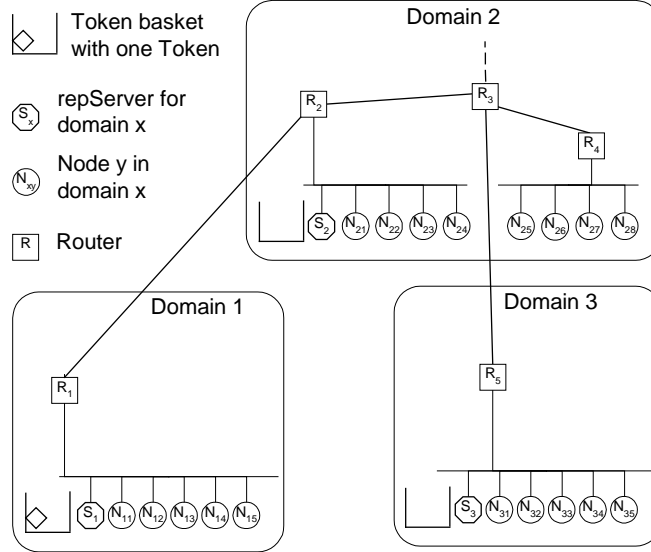 Token basket
with one Token
repServer for
domain x
Node y in
domain x
Router
S_x
N_xy
R
Domain 2
R_2
R_3
R_4
S_2 N_21 N_22 N_23 N_24 N_25 N_26 N_27 N_28
Domain 1
R_1
S_1 N_11 N_12 N_13 N_14 N_15
Domain 3
R_5
S_3 N_31 N_32 N_33 N_34 N_35